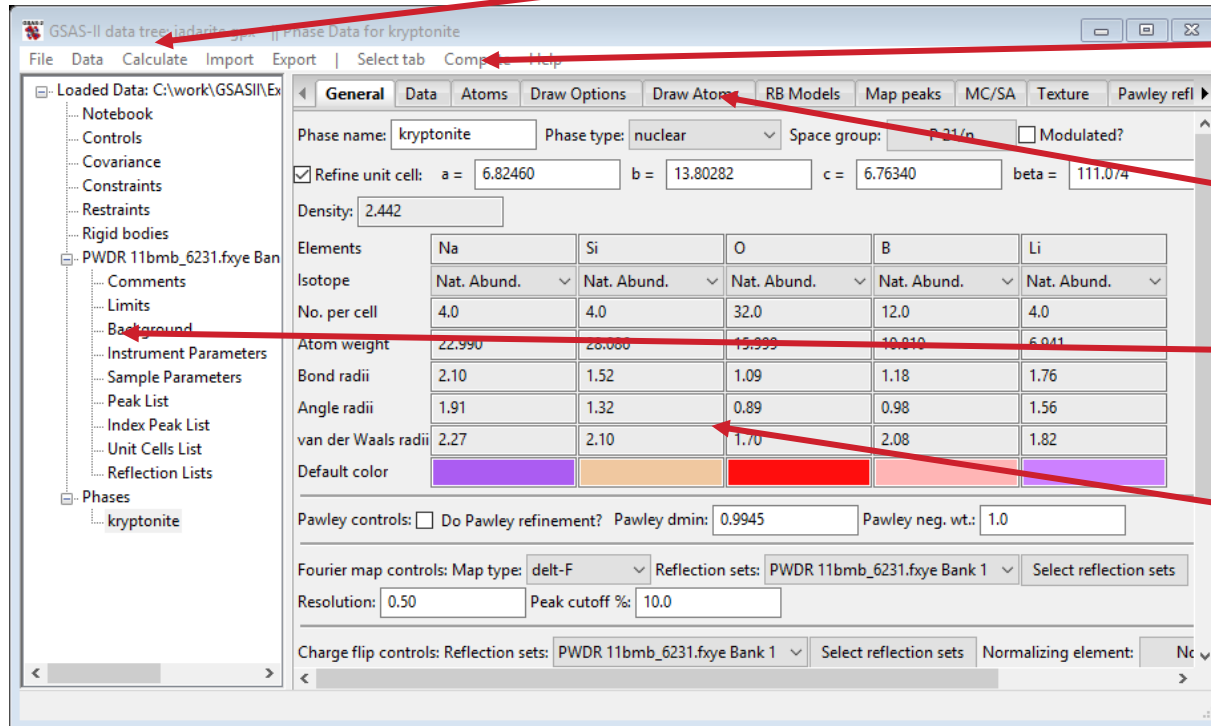 GSAS-II data tree: jadarite.gpx || Phase Data for kryptonite
File Data Calculate Import Export | Select tab Compute Help
Loaded Data: C:\work\GSASII\Ex
Notebook
Controls
Covariance
Constraints
Restraints
Rigid bodies
PWDR 11bmb_6231.fxye Ban
Comments
Limits
Background
Instrument Parameters
Sample Parameters
Peak List
Index Peak List
Unit Cells List
Reflection Lists
Phases
kryptonite
General Data Atoms Draw Options Draw Atoms RB Models Map peaks MC/SA Texture Pawley refl
Phase name: kryptonite Phase type: nuclear Space group: P 21/n Modulated?
Refine unit cell: a = 6.82460 b = 13.80282 c = 6.76340 beta = 111.074
Density: 2.442
Elements Na Si O B Li
Isotope Nat. Abund. Nat. Abund. Nat. Abund. Nat. Abund. Nat. Abund.
No. per cell 4.0 4.0 32.0 12.0 4.0
Atom weight 22.990 28.086 15.999 10.810 6.941
Bond radii 2.10 1.52 1.09 1.18 1.76
Angle radii 1.91 1.32 0.89 0.98 1.56
van der Waals radii 2.27 2.10 1.70 2.08 1.82
Default color
Pawley controls: Do Pawley refinement? Pawley dmin: 0.9945 Pawley neg. wt.: 1.0
Fourier map controls: Map type: delt-F Reflection sets: PWDR 11bmb_6231.fxye Bank 1 Select reflection sets
Resolution: 0.50 Peak cutoff %: 10.0
Charge flip controls: Reflection sets: PWDR 11bmb_6231.fxye Bank 1 Select reflection sets Normalizing element: